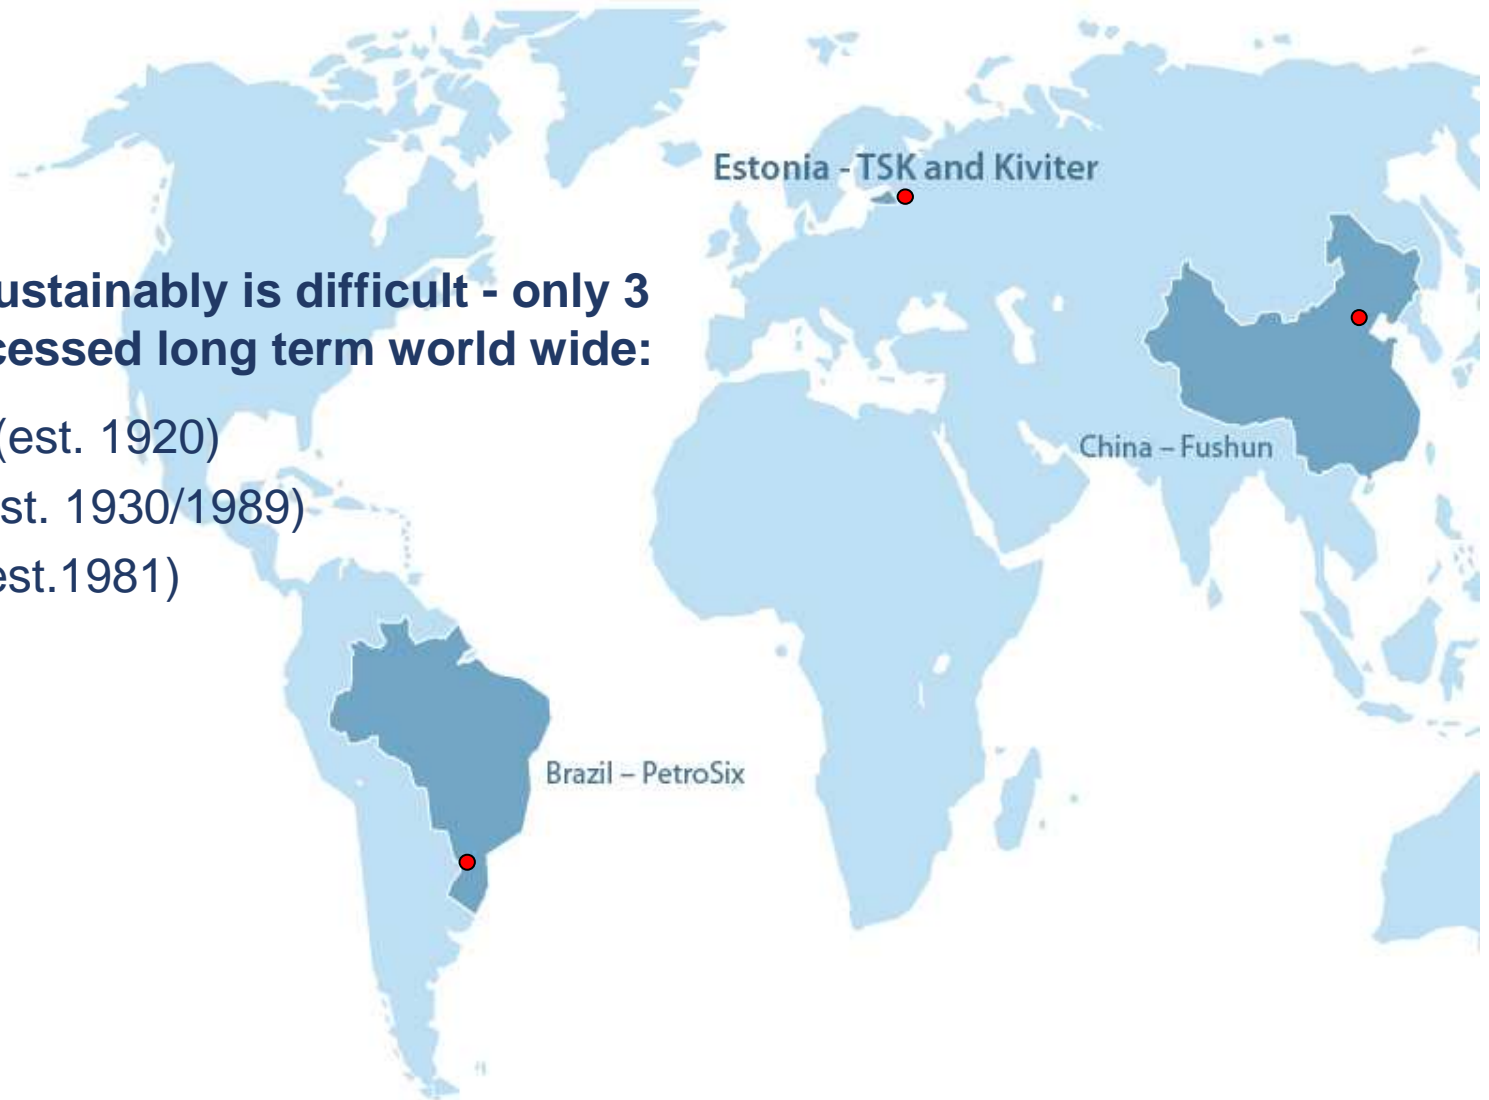 Estonia - TSK and Kiviter
ustainably is difficult - only 3
cessed long term world wide:
(est. 1920)
st. 1930/1989)
est.1981)
China – Fushun
Brazil – PetroSix